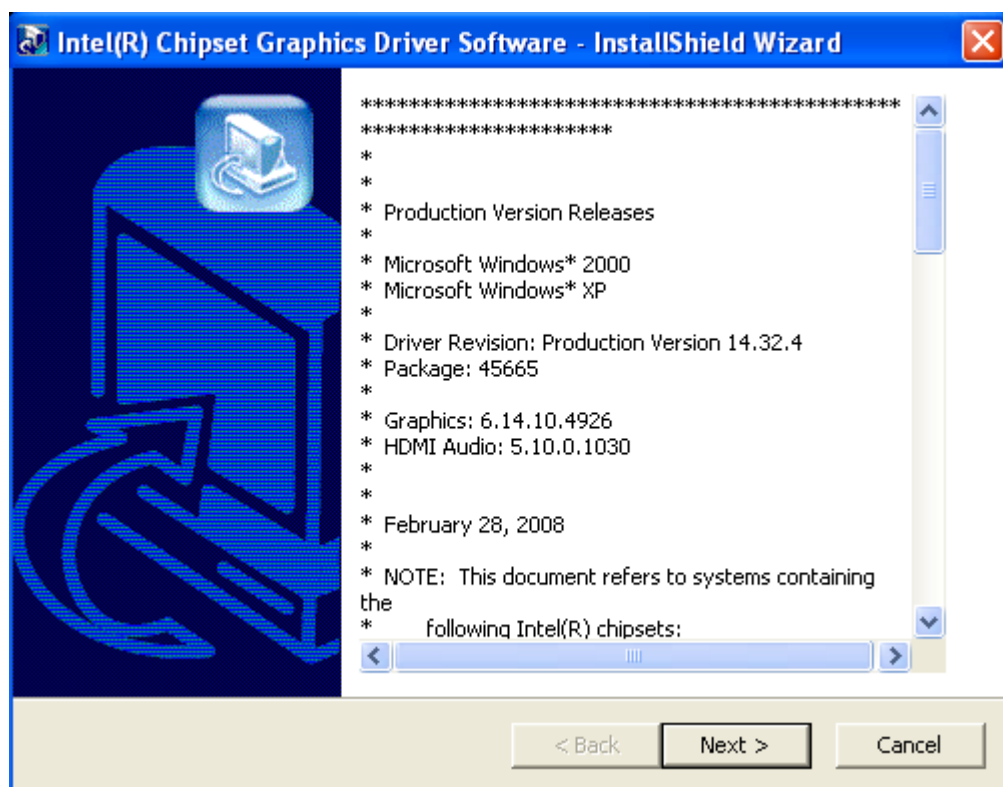 Intel(R) Chipset Graphics Driver Software - InstallShield Wizard
*********************************************
*********************
*
*
* Production Version Releases
*
* Microsoft Windows* 2000
* Microsoft Windows* XP
*
* Driver Revision: Production Version 14.32.4
* Package: 45665
*
* Graphics: 6.14.10.4926
* HDMI Audio: 5.10.0.1030
*
*
* February 28, 2008
*
* NOTE: This document refers to systems containing
the
* following Intel(R) chipsets:
< Back
Next >
Cancel